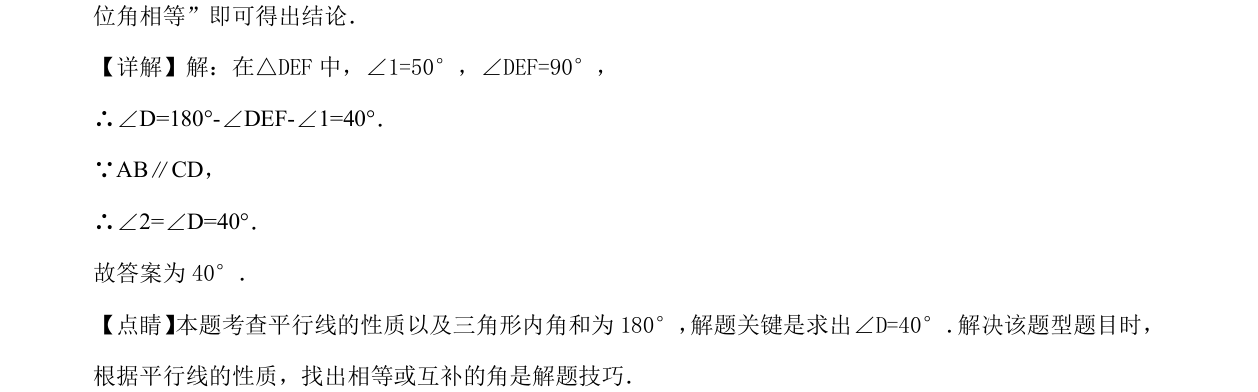 位角相等”即可得出结论．
【详解】解：在△DEF 中，∠1=50°，∠DEF=90°，
∴∠D=180°-∠DEF-∠1=40°．
∵AB∥CD，
∴∠2=∠D=40°．
故答案为 40°．
【点睛】本题考查平行线的性质以及三角形内角和为 180°，解题关键是求出∠D=40°．解决该题型题目时，
根据平行线的性质，找出相等或互补的角是解题技巧．